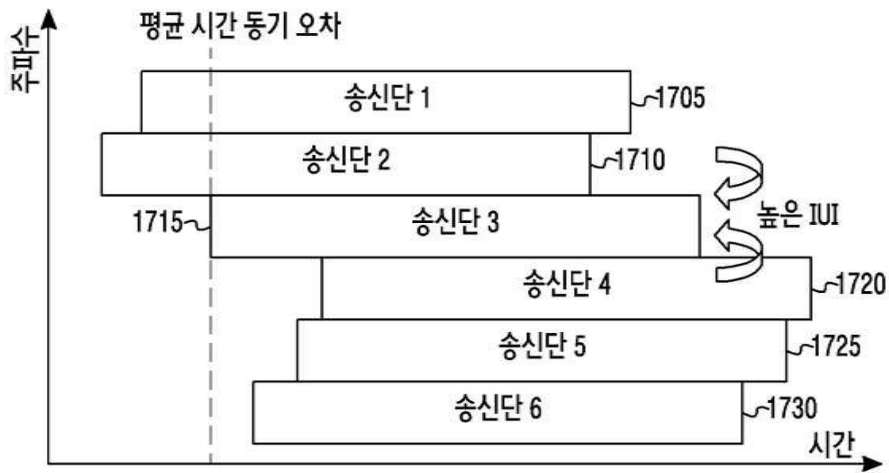 평균 시간 동기 오차
주파수
송신단 1
1705
송신단 2
1710
1715
송신단 3
높은 IUI
송신단 4
1720
송신단 5
1725
송신단 6
1730
시간